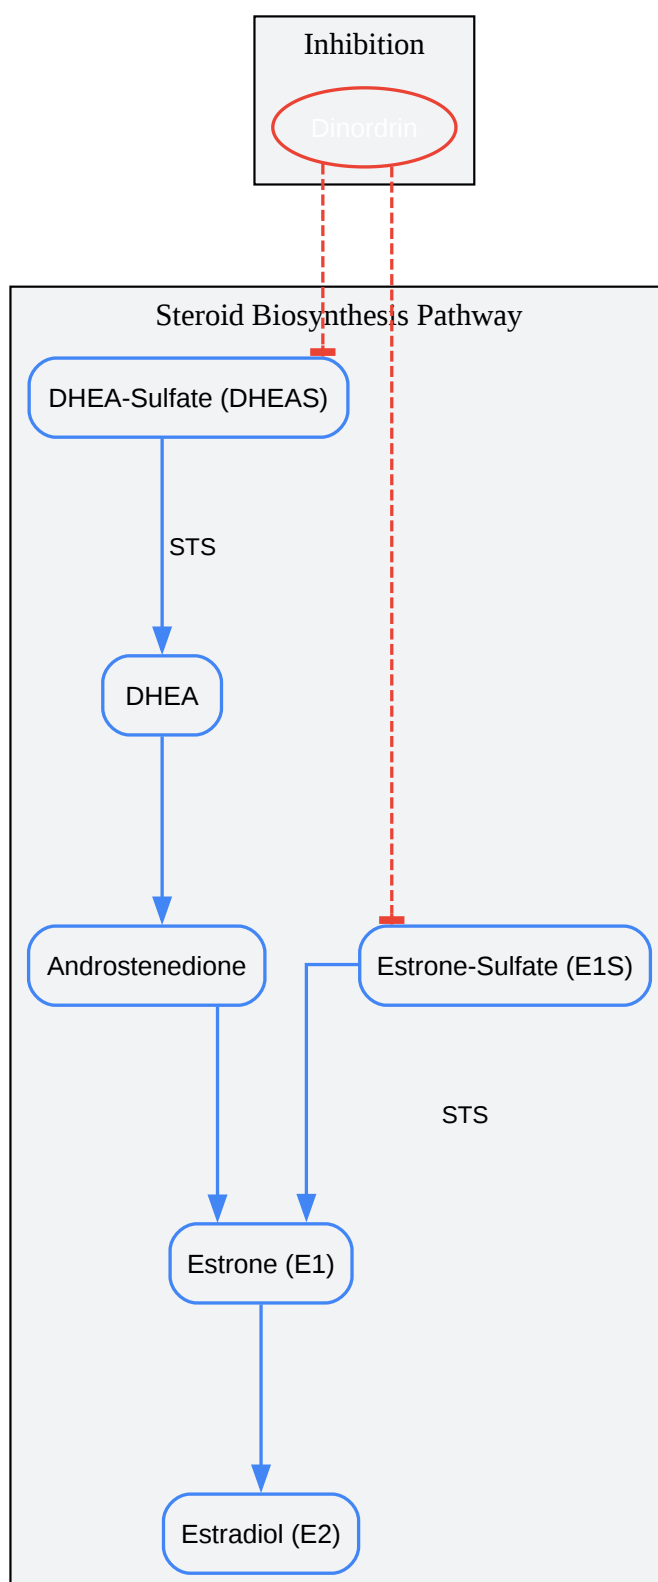 Inhibition
Dinordrin
Steroid Biosynthesis Pathway
DHEA-Sulfate (DHEAS)
STS
DHEA
Androstenedione
Estrone-Sulfate (E1S)
STS
Estrone (E1)
Estradiol (E2)